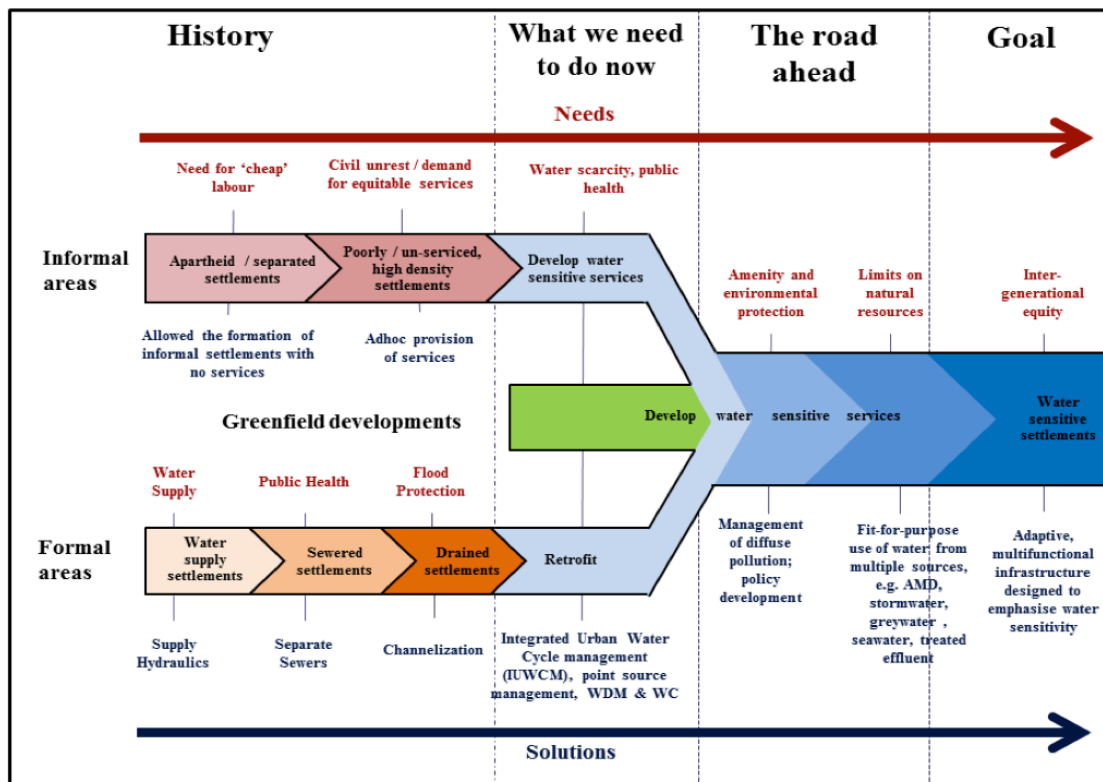 History
What we need
to do now
The road
ahead
Goal
Needs
Need for ‘cheap’
labour
Civil unrest / demand
for equitable services
Water scarcity, public
health
Informal
areas
Apartheid / separated
settlements
Poorly / un-serviced,
high density
settlements
Develop water
sensitive services
Amenity and
environmental
protection
Limits on
natural
resources
Inter-
generational
equity
Allowed the formation of
informal settlements with
no services
Adhoc provision
of services
Greenfield developments
Develop water sensitive services
Water
sensitive
settlements
Water
Supply
Public Health
Flood
Protection
Formal
areas
Water
supply
settlements
Sewered
settlements
Drained
settlements
Retrofit
Management
of diffuse
pollution;
policy
development
Fit-for-purpose
use of water from
multiple sources,
e.g. AMD,
stormwater,
greywater ,
seawater, treated
effluent
Adaptive,
multifunctional
infrastructure
designed to
emphasise water
sensitivity
Supply
Hydraulics
Separate
Sewers
Channelization
Integrated Urban Water
Cycle management
(IUWCM), point source
management, WDM & WC
Solutions